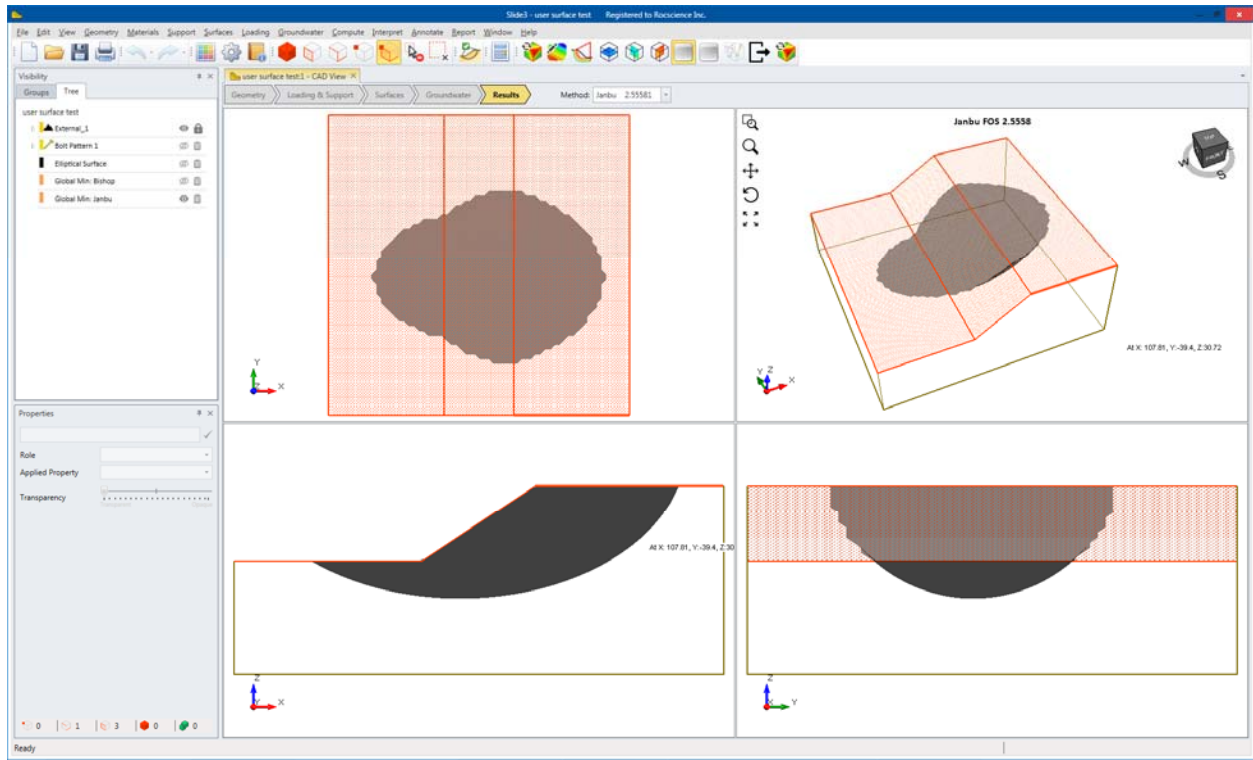 Slide3 - user surface test Registered to Rocscience Inc.
File Edit View Geometry Materials Support Surfaces Loading Groundwater Compute Interpret Annotate Report Window Help
Visibility
Groups Tree
user surface test
External_1
Bolt Pattern 1
Elliptical Surface
Global Min: Bishop
Global Min: Janbu
user surface test:1 - CAD View
Geometry Loading & Support Surfaces Groundwater Results Method: Janbu 2.55581
Y
Z X
Janbu FOS 2.5558
TOP
FRONT
W
S
At X: 107.81, Y:-39.4, Z:30.72
Y Z X
Properties
Role
Applied Property
Transparency
Transparent Opaque
At X: 107.81, Y:-39.4, Z:30
Z
Y X
Z
X Y
0 1 3 0 0
Ready